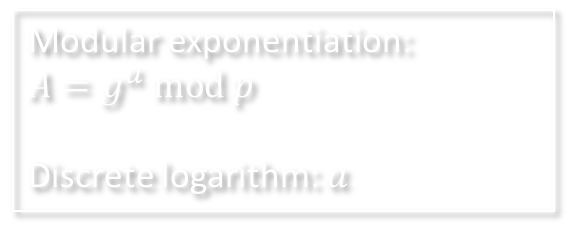 Modular exponentiation:
A = g^a mod p
Discrete logarithm: a